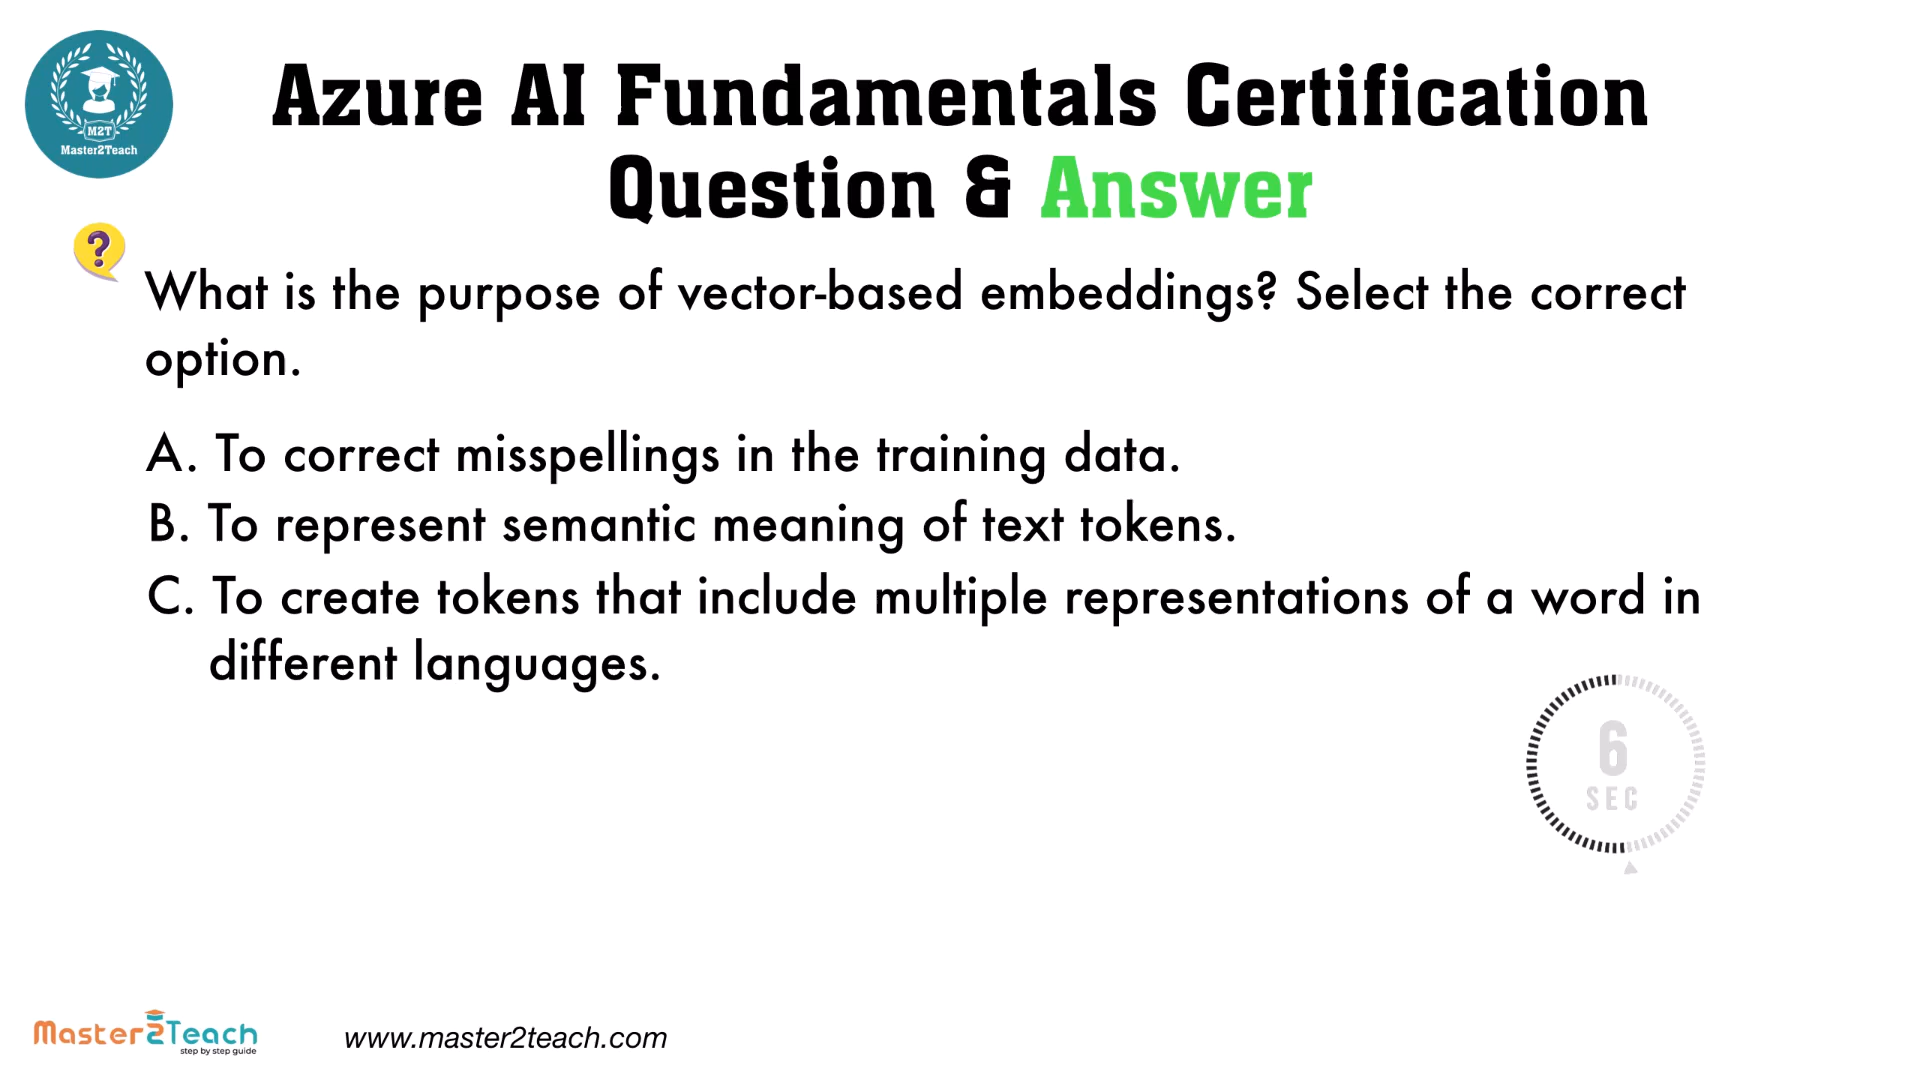 M2T
Master2Teach
Azure AI Fundamentals Certification
Question & Answer
?
What is the purpose of vector-based embeddings? Select the correct
option.
A. To correct misspellings in the training data.
B. To represent semantic meaning of text tokens.
C. To create tokens that include multiple representations of a word in
different languages.
6
SEC
Master2Teach
step by step guide
www.master2teach.com